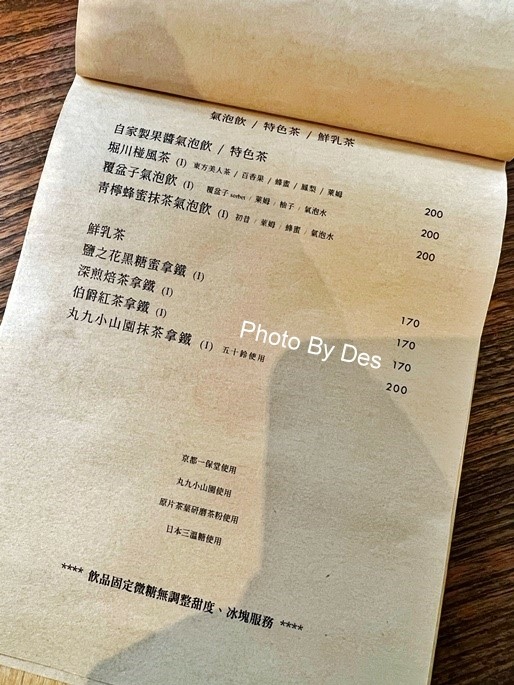 氣泡飲 / 特色茶 / 鮮乳茶
自家製果醬氣泡飲 / 特色茶
堀川椪風茶 (I) 東方美人茶 / 百香果 / 蜂蜜 / 鳳梨 / 萊姆 200
覆盆子氣泡飲 (I) 覆盆子 sorbet / 萊姆 / 柚子 / 氣泡水 200
青檸蜂蜜抹茶氣泡飲 (I) 初昔 / 萊姆 / 蜂蜜 / 氣泡水 200
鮮乳茶
鹽之花黑糖蜜拿鐵 (I) 170
深煎焙茶拿鐵 (I) 170
伯爵紅茶拿鐵 (I) 170
丸九小山園抹茶拿鐵 (I) 五十鈴使用 200
Photo By Des
京都一保堂使用
丸九小山園使用
原片茶葉研磨茶粉使用
日本三溫糖使用
**** 飲品固定微糖無調整甜度、冰塊服務 ****